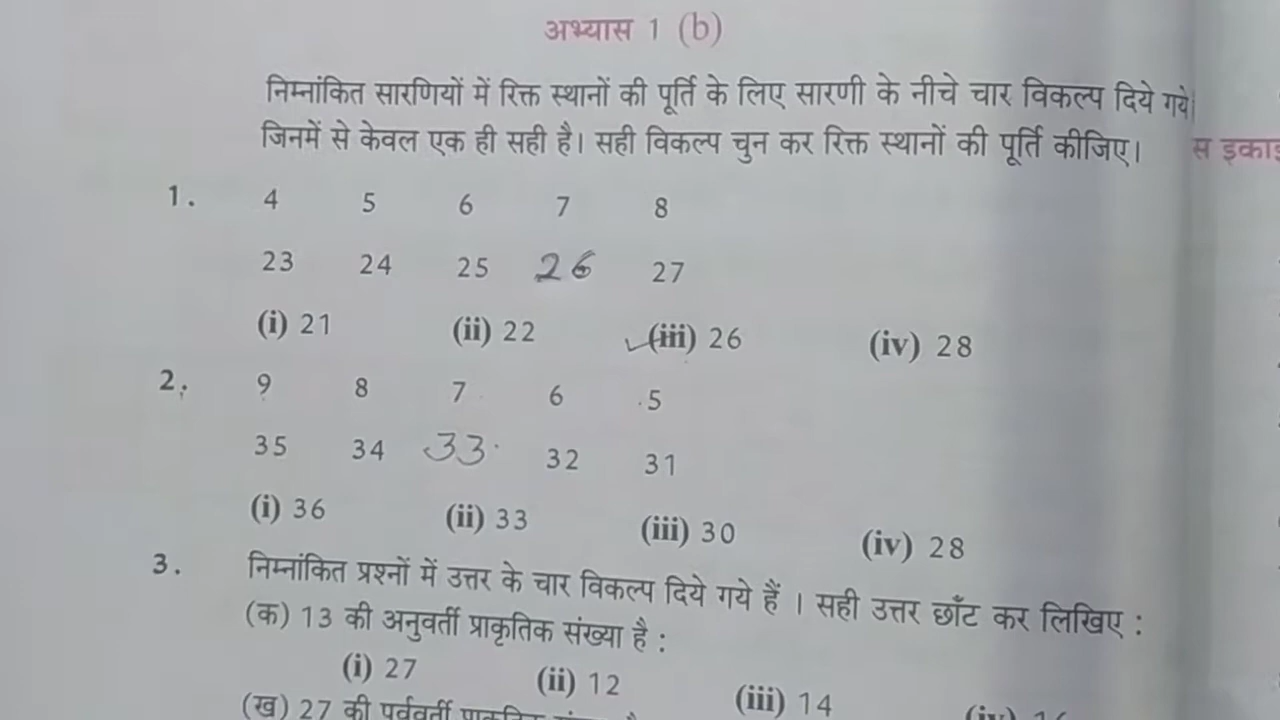 अभ्यास 1 (b)
निम्नांकित सारणियों में रिक्त स्थानों की पूर्ति के लिए सारणी के नीचे चार विकल्प दिये गये
जिनमें से केवल एक ही सही है। सही विकल्प चुन कर रिक्त स्थानों की पूर्ति कीजिए।
स इकाइ
1. 4 5 6 7 8
23 24 25 26 27
(i) 21 (ii) 22 (iii) 26 (iv) 28
2. 9 8 7 6 5
35 34 33 32 31
(i) 36 (ii) 33 (iii) 30 (iv) 28
3. निम्नांकित प्रश्नों में उत्तर के चार विकल्प दिये गये हैं । सही उत्तर छाँट कर लिखिए :
(क) 13 की अनुवर्ती प्राकृतिक संख्या है :
(i) 27 (ii) 12 (iii) 14 (iv)
(ख) 27 की पूर्ववर्ती